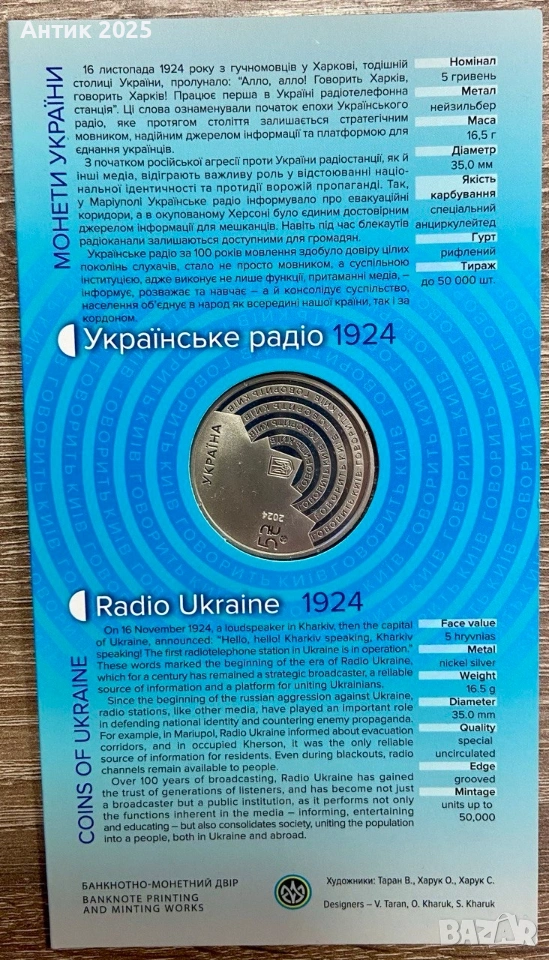 Антик 2025
МОНЕТИ УКРАЇНИ
16 листопада 1924 року з гучномовців у Харкові, тодішній
столиці України, пролунало: “Алло, алло! Говорить Харків,
говорить Харків! Працює перша в Україні радіотелефонна
станція”. Ці слова ознаменували початок епохи Українського
радіо, яке протягом століття залишається стратегічним
мовником, надійним джерелом інформації та платформою для
єднання українців.
З початком російської агресії проти України радіостанції, як й
інші медіа, відіграють важливу роль у відстоюванні націо-
нальної ідентичності та протидії ворожій пропаганді. Так,
у Маріуполі Українське радіо інформувало про евакуаційні
коридори, а в окупованому Херсоні було єдиним достовірним
джерелом інформації для мешканців. Навіть під час блекаутів
радіоканали залишаються доступними для громадян.
Українське радіо за 100 років мовлення здобуло довіру цілих
поколінь слухачів, стало не просто мовником, а суспільною
інституцією, адже виконує не лише функції, притаманні медіа, –
інформує, розважає та навчає – а й консолідує суспільство,
населення об’єднує в народ як всередині нашої країни, так і за
кордоном.
Номінал
5 гривень
Метал
нейзильбер
Маса
16,5 г
Діаметр
35,0 мм
Якість
карбування
спеціальний
анциркулейтед
Гурт
рифлений
Тираж
до 50 000 шт.
Українське радіо 1924
УКРАЇНА
2024
5
ГОВОРИТЬ КИЇВ
Radio Ukraine 1924
COINS OF UKRAINE
On 16 November 1924, a loudspeaker in Kharkiv, then the capital
of Ukraine, announced: “Hello, hello! Kharkiv speaking, Kharkiv
speaking! The first radiotelephone station in Ukraine is in operation.”
These words marked the beginning of the era of Radio Ukraine,
which for a century has remained a strategic broadcaster, a reliable
source of information and a platform for uniting Ukrainians.
Since the beginning of the russian aggression against Ukraine,
radio stations, like other media, have played an important role
in defending national identity and countering enemy propaganda.
For example, in Mariupol, Radio Ukraine informed about evacuation
corridors, and in occupied Kherson, it was the only reliable
source of information for residents. Even during blackouts, radio
channels remain available to people.
Over 100 years of broadcasting, Radio Ukraine has gained
the trust of generations of listeners, and has become not just
a broadcaster but a public institution, as it performs not only
the functions inherent in the media – informing, entertaining
and educating – but also consolidates society, uniting the population
into a people, both in Ukraine and abroad.
Face value
5 hryvnias
Metal
nickel silver
Weight
16.5 g
Diameter
35.0 mm
Quality
special
uncirculated
Edge
grooved
Mintage
units up to
50,000
БАНКНОТНО-МОНЕТНИЙ ДВІР
BANKNOTE PRINTING
AND MINTING WORKS
Художники: Таран В., Харук О., Харук С.
Designers – V. Taran, O. Kharuk, S. Kharuk
BAZAR